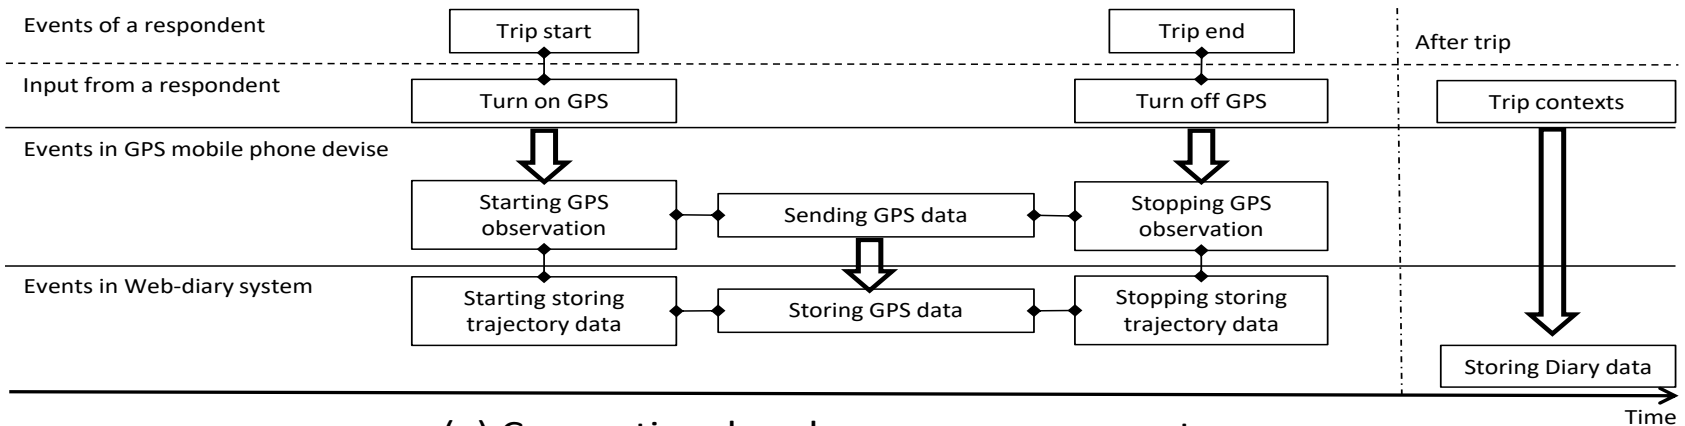 Events of a respondent
Trip start
Trip end
After trip
Input from a respondent
Turn on GPS
Turn off GPS
Trip contexts
Events in GPS mobile phone devise
Starting GPS
observation
Sending GPS data
Stopping GPS
observation
Events in Web-diary system
Starting storing
trajectory data
Storing GPS data
Stopping storing
trajectory data
Storing Diary data
Time